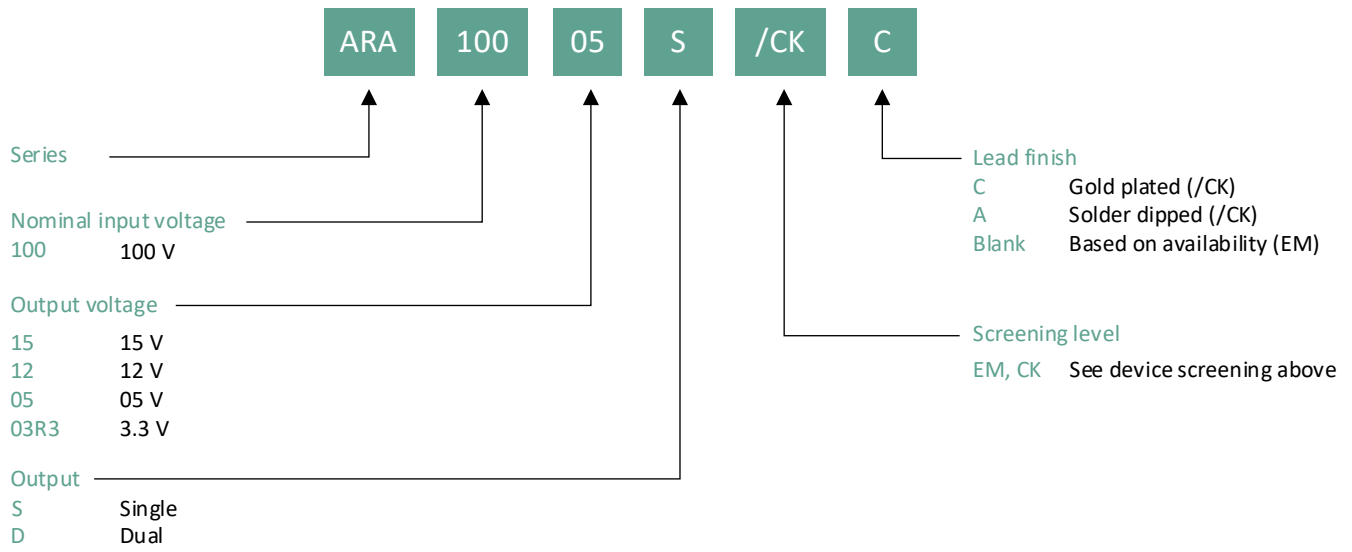 ARA 100 05 S /CK C
Series
Nominal input voltage
100 100 V
Output voltage
15 15 V
12 12 V
05 05 V
03R3 3.3 V
Output
S Single
D Dual
Lead finish
C Gold plated (/CK)
A Solder dipped (/CK)
Blank Based on availability (EM)
Screening level
EM, CK See device screening above